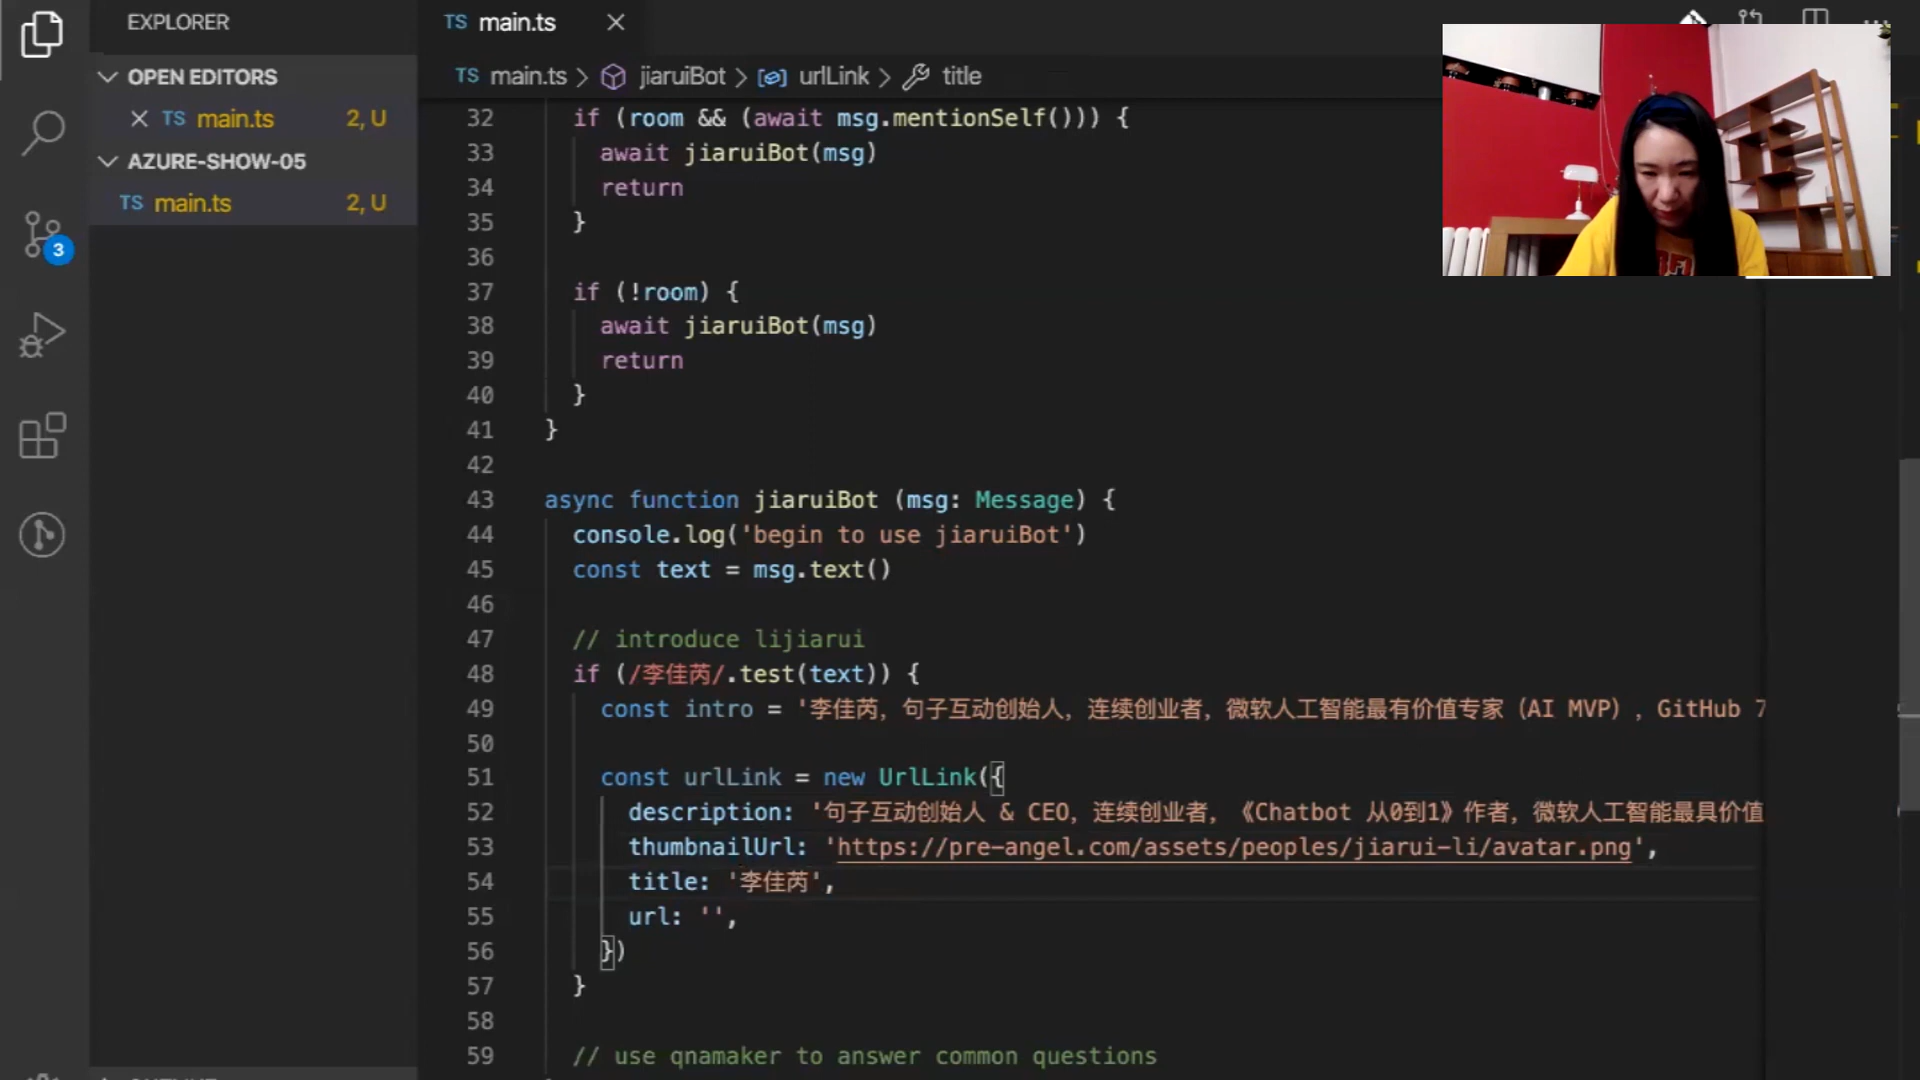 EXPLORER
OPEN EDITORS
TS main.ts 2, U
AZURE-SHOW-05
TS main.ts 2, U
3
TS main.ts
TS main.ts > jiaruiBot > urlLink > title
32 if (room && (await msg.mentionSelf())) {
33 await jiaruiBot(msg)
34 return
35 }
36
37 if (!room) {
38 await jiaruiBot(msg)
39 return
40 }
41 }
42
43 async function jiaruiBot (msg: Message) {
44 console.log('begin to use jiaruiBot')
45 const text = msg.text()
46
47 // introduce lijiarui
48 if (/李佳芮/.test(text)) {
49 const intro = '李佳芮，句子互动创始人，连续创业者，微软人工智能最有价值专家（AI MVP），GitHub 7
50
51 const urlLink = new UrlLink({
52 description: '句子互动创始人 & CEO，连续创业者，《Chatbot 从0到1》作者，微软人工智能最具价值
53 thumbnailUrl: 'https://pre-angel.com/assets/peoples/jiarui-li/avatar.png',
54 title: '李佳芮',
55 url: '',
56 })
57 }
58
59 // use qnamaker to answer common questions